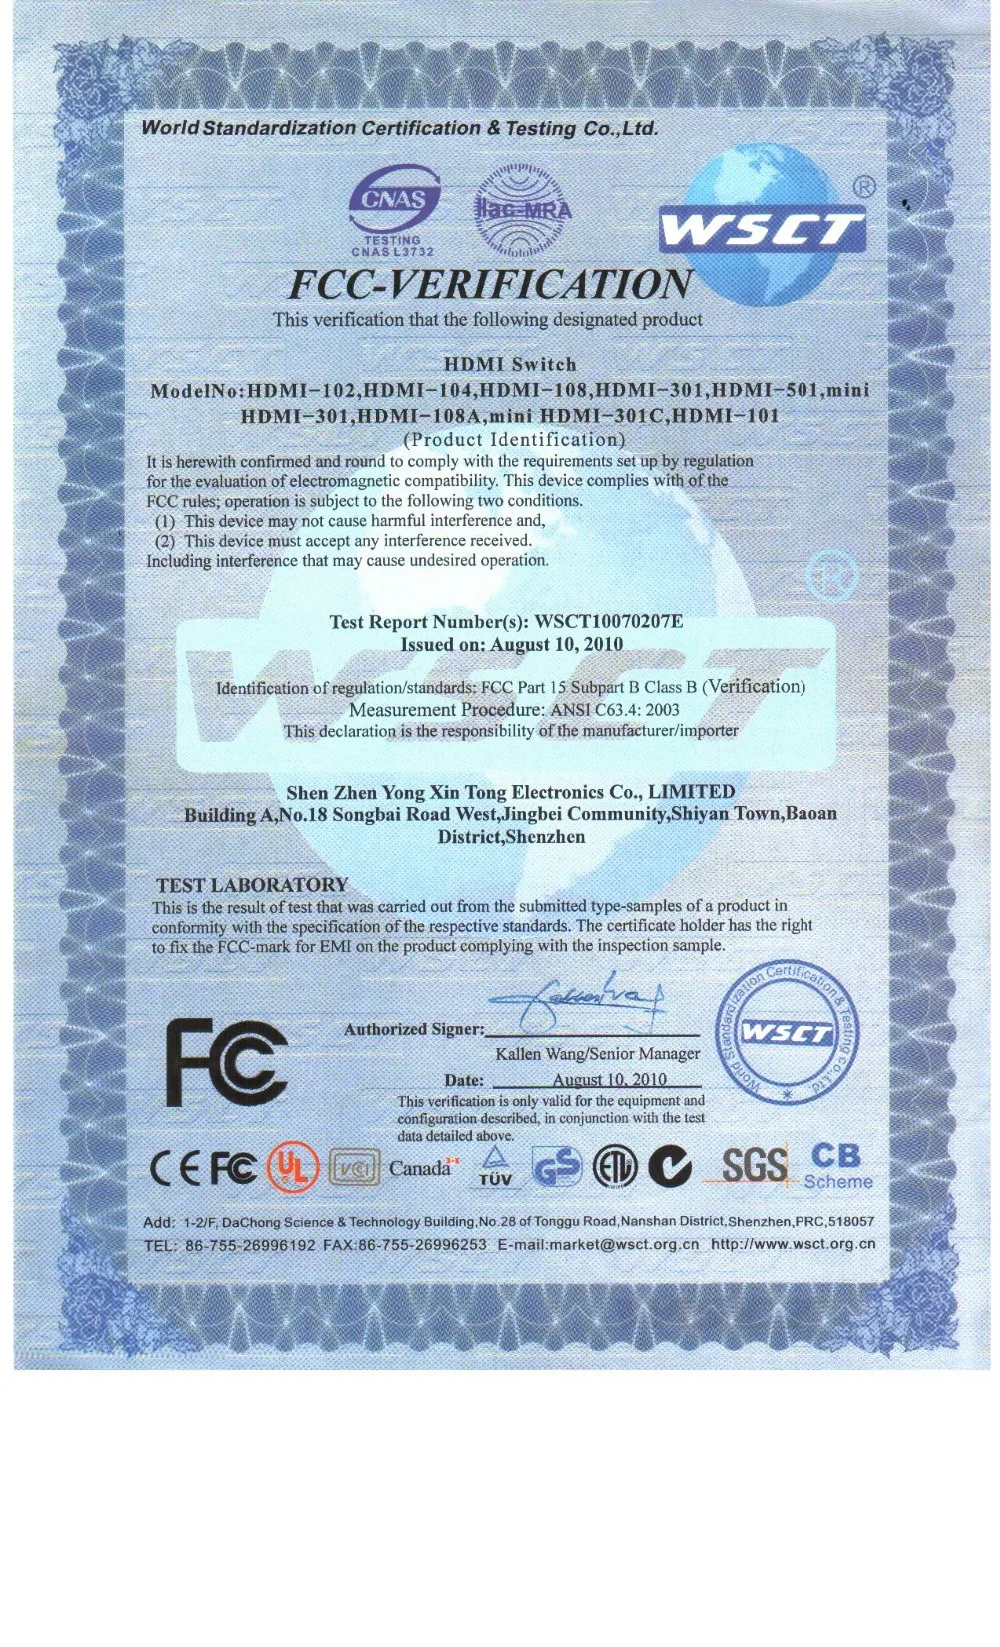 World Standardization Certification & Testing Co.,Ltd.
CNAS
TESTING
CNAS L3732
ilac-MRA
WSCT
®
FCC-VERIFICATION
This verification that the following designated product
HDMI Switch
ModelNo:HDMI-102,HDMI-104,HDMI-108,HDMI-301,HDMI-501,mini
HDMI-301,HDMI-108A,mini HDMI-301C,HDMI-101
(Product Identification)
It is herewith confirmed and round to comply with the requirements set up by regulation
for the evaluation of electromagnetic compatibility. This device complies with of the
FCC rules; operation is subject to the following two conditions.
(1) This device may not cause harmful interference and,
(2) This device must accept any interference received.
Including interference that may cause undesired operation.
®
WSCT
Test Report Number(s): WSCT10070207E
Issued on: August 10, 2010
Identification of regulation/standards: FCC Part 15 Subpart B Class B (Verification)
Measurement Procedure: ANSI C63.4: 2003
This declaration is the responsibility of the manufacturer/importer
Shen Zhen Yong Xin Tong Electronics Co., LIMITED
Building A,No.18 Songbai Road West,Jingbei Community,Shiyan Town,Baoan
District,Shenzhen
TEST LABORATORY
This is the result of test that was carried out from the submitted type-samples of a product in
conformity with the specification of the respective standards. The certificate holder has the right
to fix the FCC-mark for EMI on the product complying with the inspection sample.
FC
Authorized Signer:
Kallen Wang/Senior Manager
Date: August 10, 2010
This verification is only valid for the equipment and
configuration described, in conjunction with the test
data detailed above.
World Standardization Certification & Testing Co.,Ltd
WSCT
CE FC UL VCI Canada TÜV GS ETL SGS CB
Scheme
Add: 1-2/F, DaChong Science & Technology Building,No.28 of Tonggu Road,Nanshan District,Shenzhen,PRC,518057
TEL: 86-755-26996192 FAX:86-755-26996253 E-mail:market@wsct.org.cn http://www.wsct.org.cn